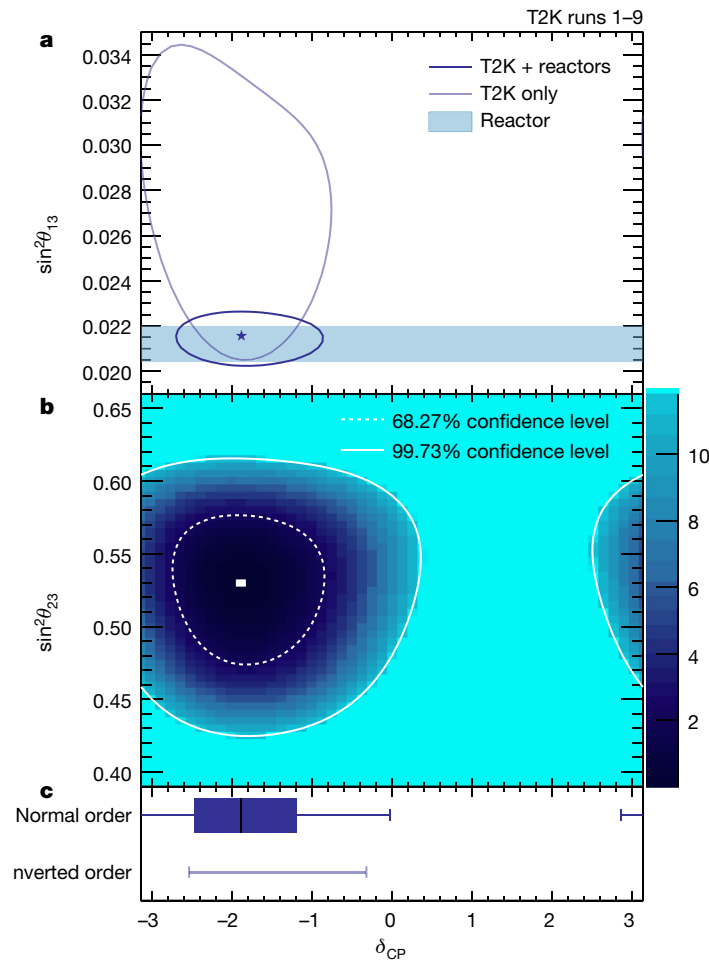 T2K runs 1–9
a
0.034
0.032
0.030
0.028
0.026
0.024
0.022
0.020
sin²θ₁₃
T2K + reactors
T2K only
Reactor
b
0.65
0.60
0.55
0.50
0.45
0.40
sin²θ₂₃
68.27% confidence level
99.73% confidence level
10
8
6
4
2
c
Normal order
nverted order
–3 –2 –1 0 1 2 3
δCP